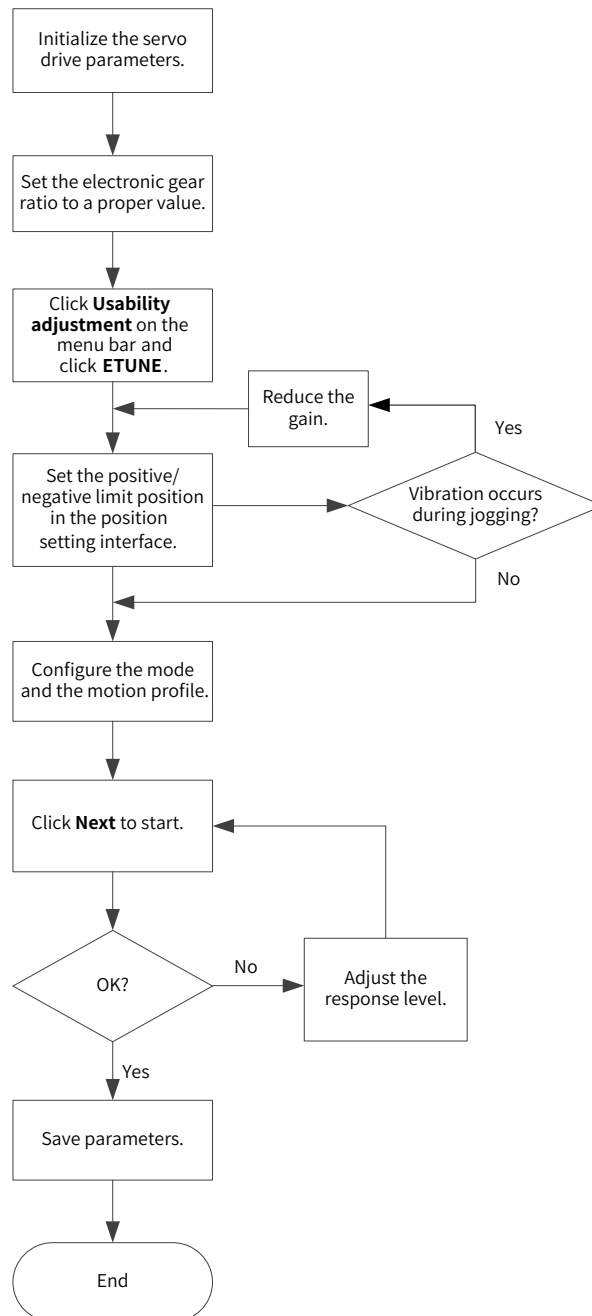 Initialize the servo
drive parameters.
Set the electronic gear
ratio to a proper value.
Click Usability
adjustment on the
menu bar and
click ETUNE.
Reduce the
gain.
Yes
Set the positive/
negative limit position
in the position
setting interface.
Vibration occurs
during jogging?
No
Configure the mode
and the motion profile.
Click Next to start.
OK?
No
Adjust the
response level.
Yes
Save parameters.
End